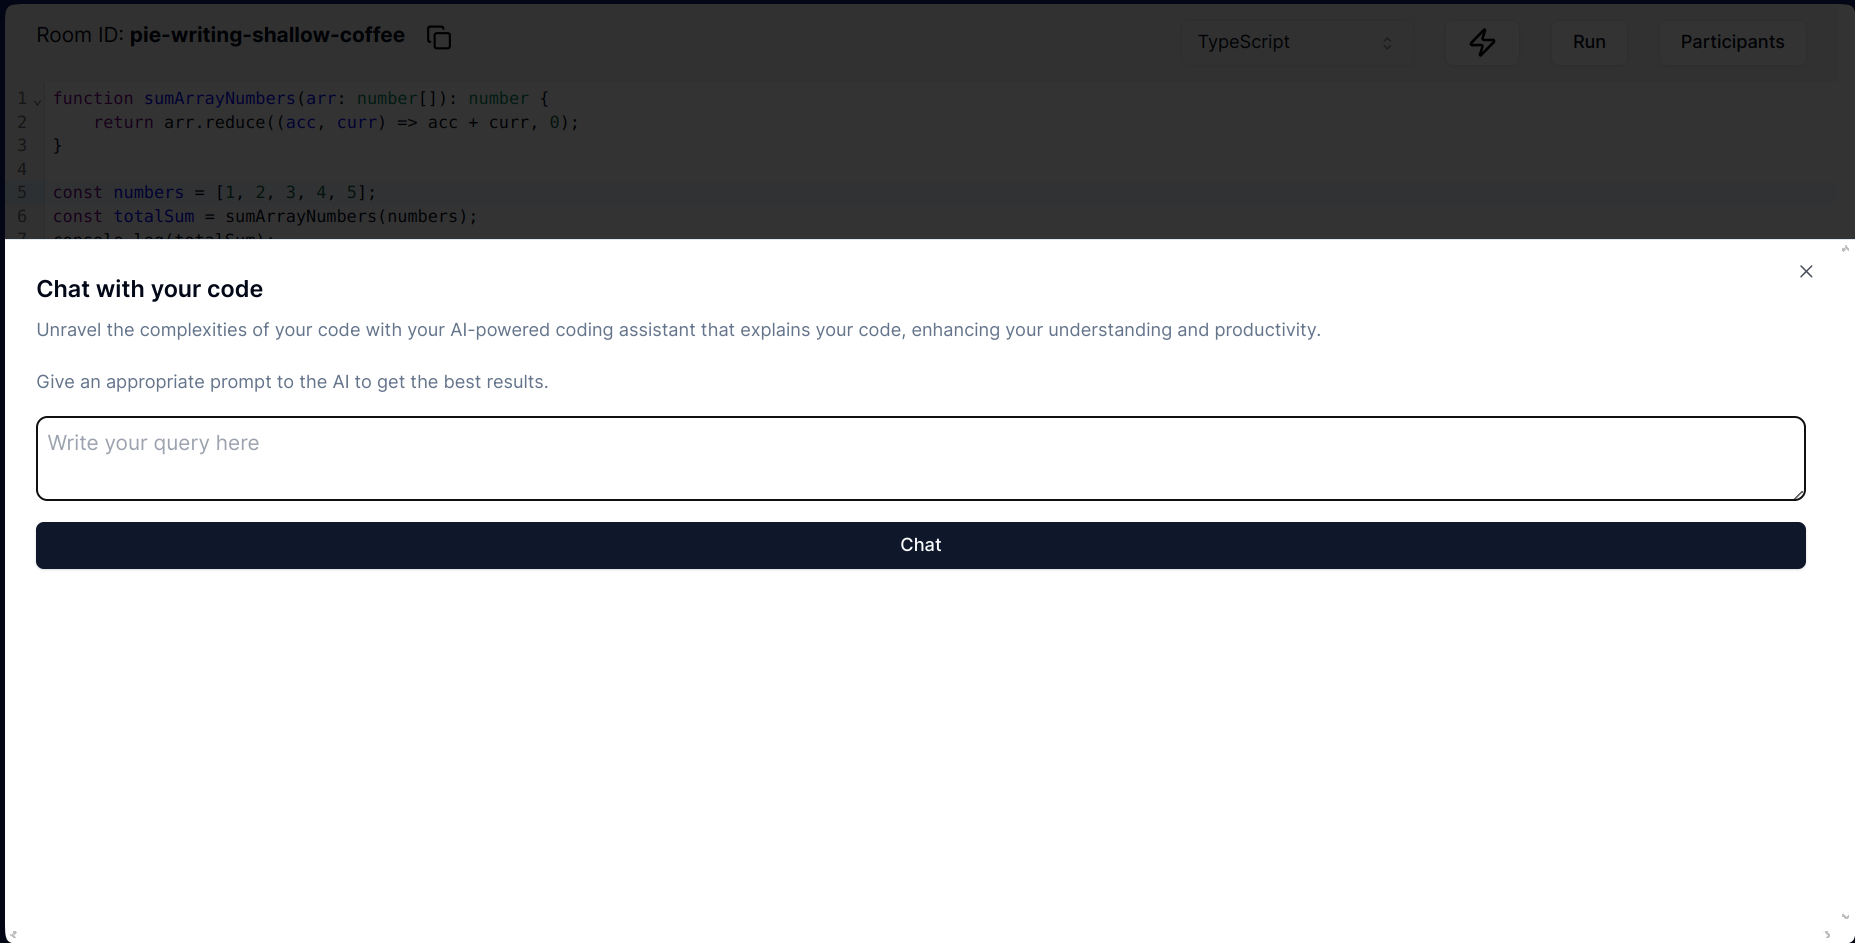 Room ID: pie-writing-shallow-coffee
TypeScript
Run
Participants
1 function sumArrayNumbers(arr: number[]): number {
2     return arr.reduce((acc, curr) => acc + curr, 0);
3 }
4
5 const numbers = [1, 2, 3, 4, 5];
6 const totalSum = sumArrayNumbers(numbers);
7 console.log(totalSum);
Chat with your code
Unravel the complexities of your code with your AI-powered coding assistant that explains your code, enhancing your understanding and productivity.
Give an appropriate prompt to the AI to get the best results.
Write your query here
Chat